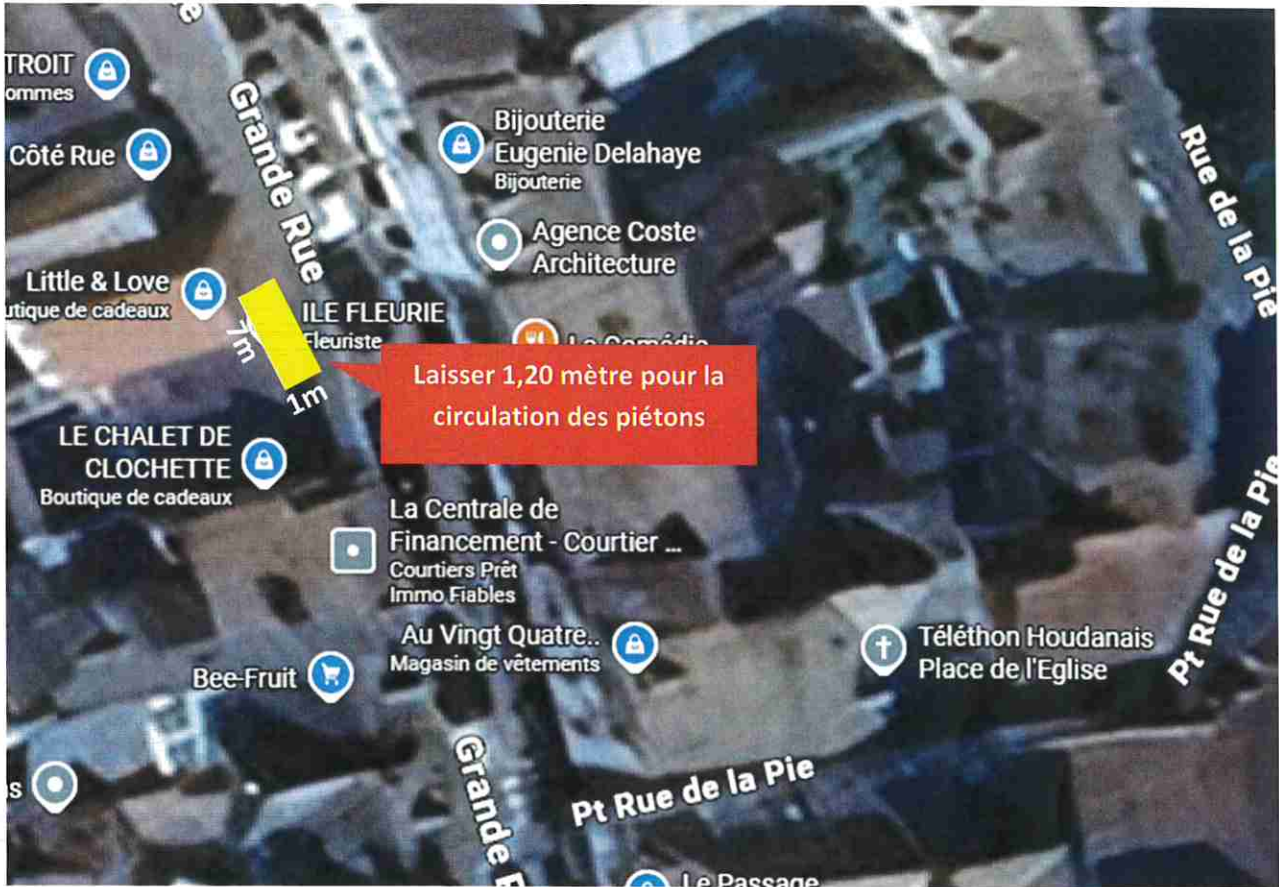 TROIT
ommes
Côté Rue
Grande Rue
Bijouterie
Eugenie Delahaye
Bijouterie
Agence Coste
Architecture
Rue de la Pie
Little & Love
utique de cadeaux
ILE FLEURIE
Fleuriste
7m
1m
La Comédie
Laisser 1,20 mètre pour la
circulation des piétons
LE CHALET DE
CLOCHETTE
Boutique de cadeaux
La Centrale de
Financement - Courtier ...
Courtiers Prêt
Immo Fiables
Au Vingt Quatre..
Magasin de vêtements
Téléthon Houdanais
Place de l'Eglise
Pt Rue de la Pie
Bee-Fruit
Grande R
Pt Rue de la Pie
Le Passage